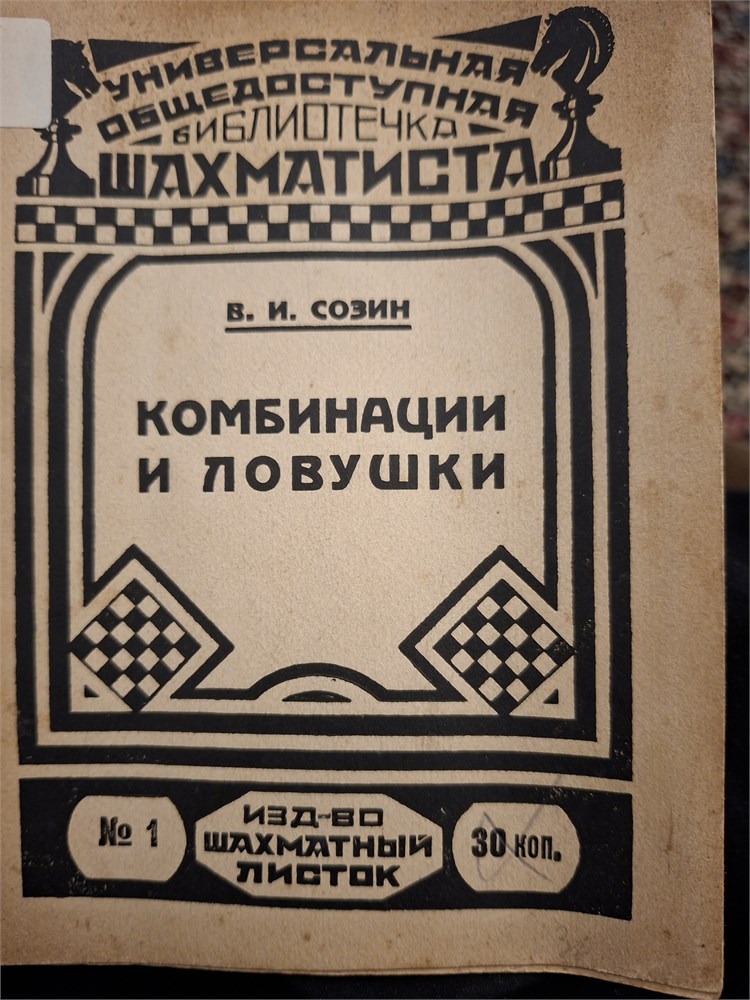 УНИВЕРСАЛЬНАЯ
ОБЩЕДОСТУПНАЯ
БИБЛИОТЕЧКА
ШАХМАТИСТА
В. И. СОЗИН
КОМБИНАЦИИ
И ЛОВУШКИ
№ 1
ИЗД-ВО
ШАХМАТНЫЙ
ЛИСТОК
30 коп.